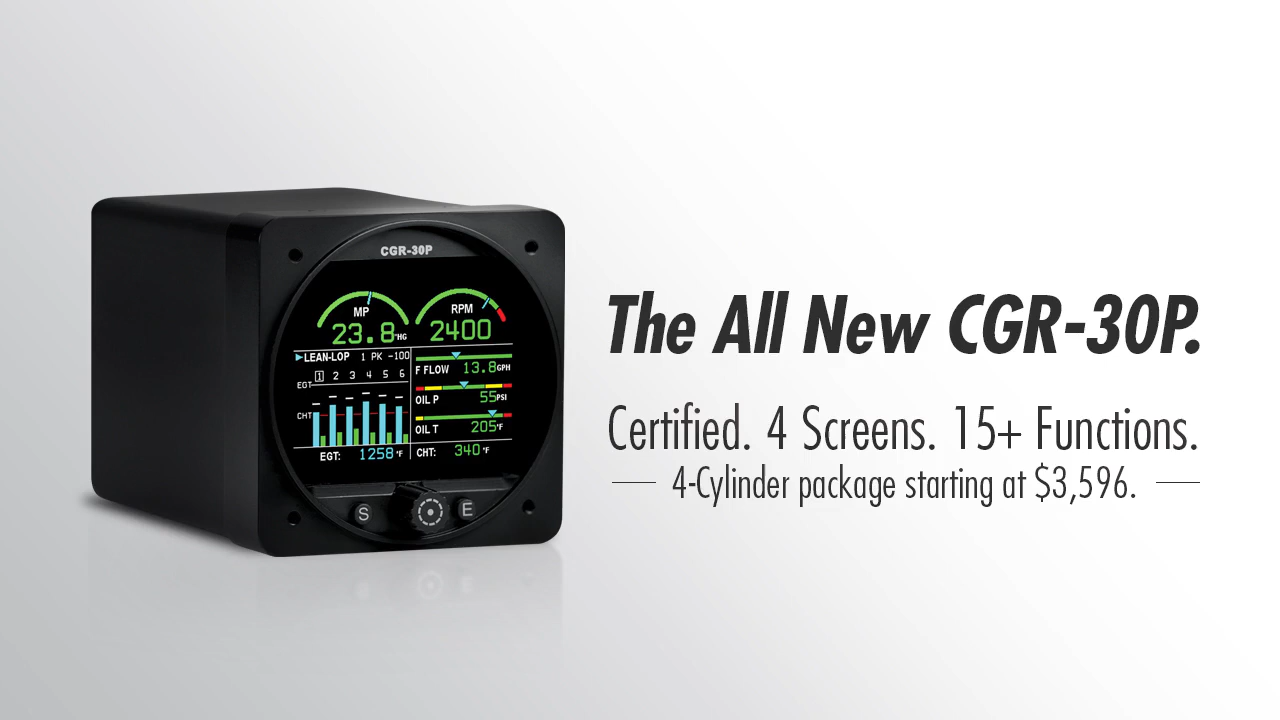 CGR-30P
MP
23.8"HG
RPM
2400
LEAN-LOP 1 PK -100
1 2 3 4 5 6
EGT
CHT
EGT: 1258°F
F FLOW 13.8GPH
OIL P 55PSI
OIL T 205°F
CHT: 340°F
S
E
The All New CGR-30P.
Certified. 4 Screens. 15+ Functions.
4-Cylinder package starting at $3,596.